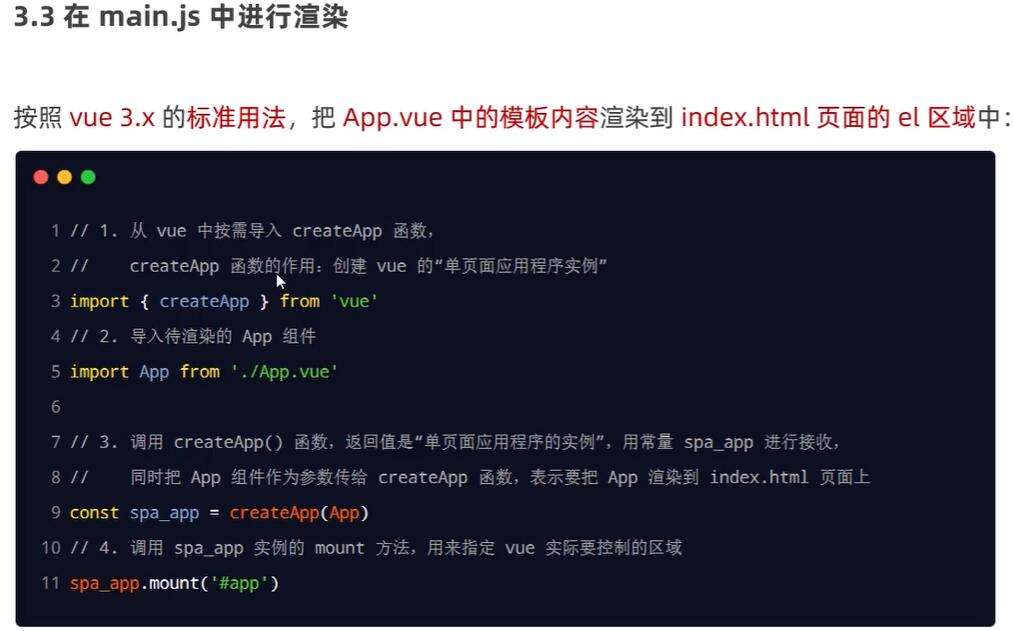 3.3 在 main.js 中进行渲染
按照 vue 3.x 的标准用法，把 App.vue 中的模板内容渲染到 index.html 页面的 el 区域中：
1 // 1. 从 vue 中按需导入 createApp 函数，
2 //    createApp 函数的作用：创建 vue 的“单页面应用程序实例”
3 import { createApp } from 'vue'
4 // 2. 导入待渲染的 App 组件
5 import App from './App.vue'
6
7 // 3. 调用 createApp() 函数，返回值是“单页面应用程序的实例”，用常量 spa_app 进行接收，
8 //    同时把 App 组件作为参数传给 createApp 函数，表示要把 App 渲染到 index.html 页面上
9 const spa_app = createApp(App)
10 // 4. 调用 spa_app 实例的 mount 方法，用来指定 vue 实际要控制的区域
11 spa_app.mount('#app')